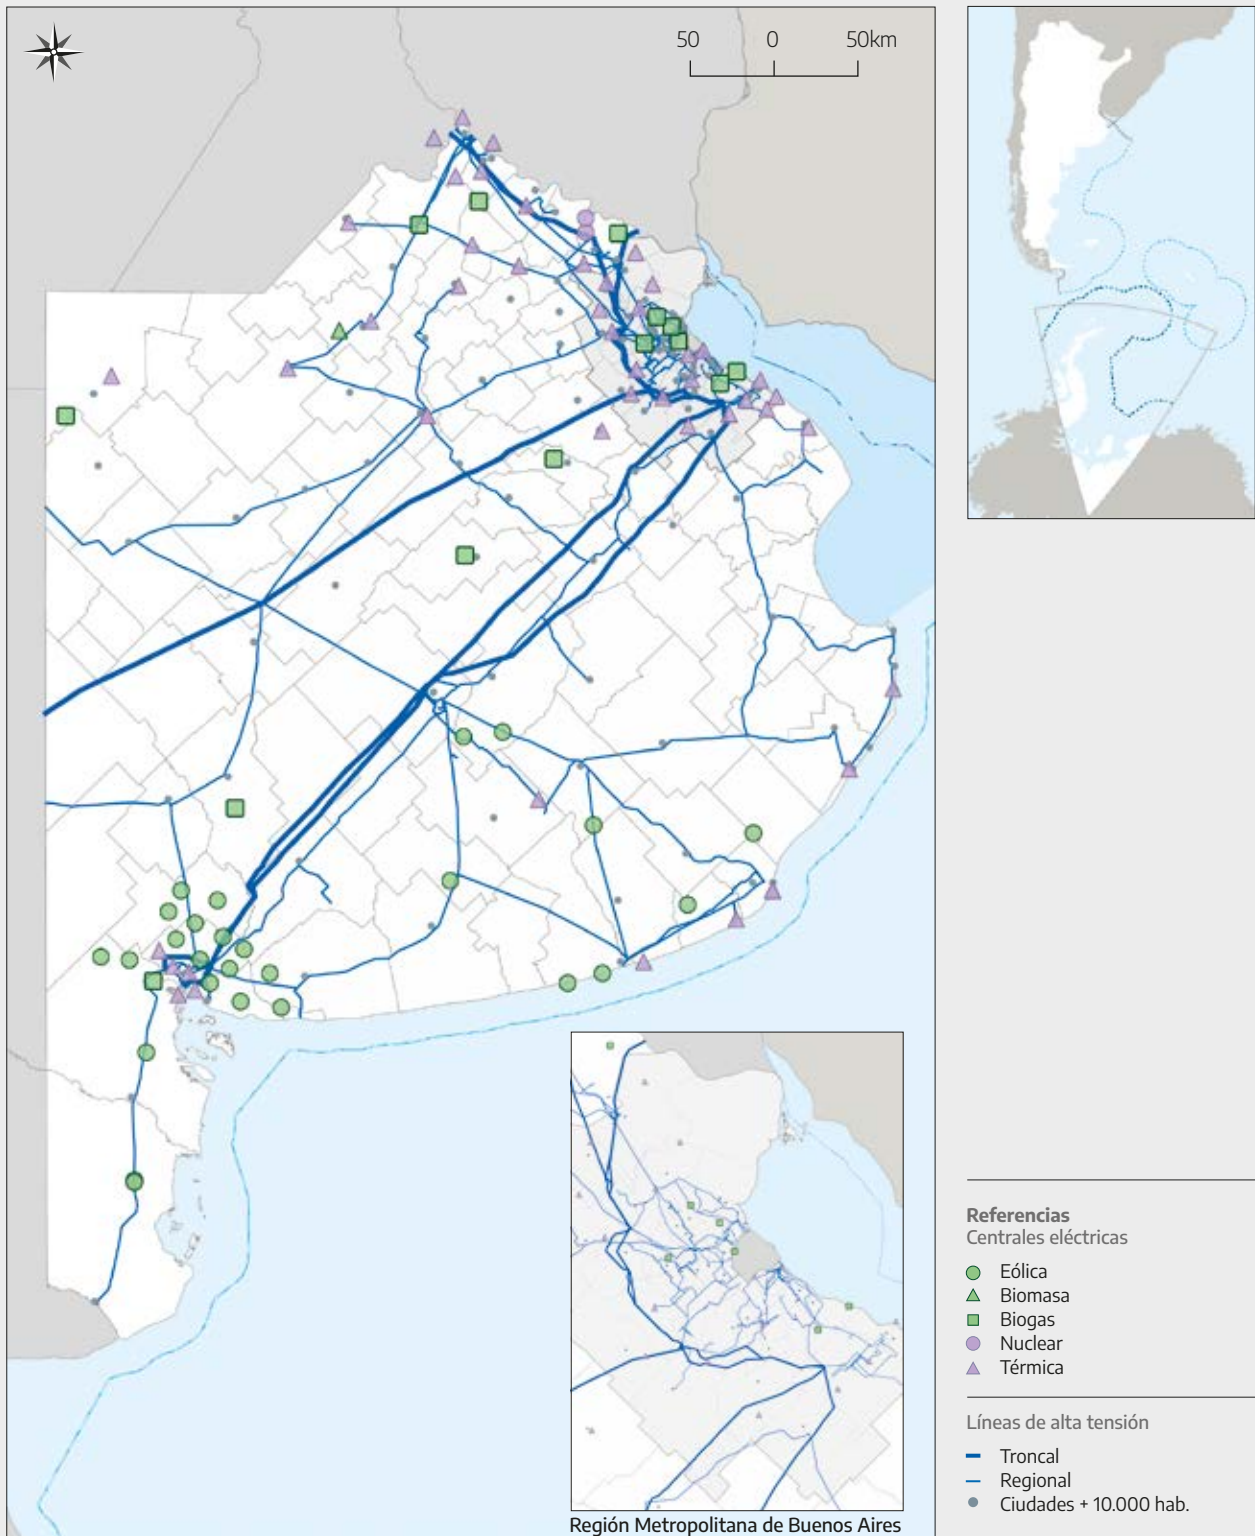 50
0
50km
Región Metropolitana de Buenos Aires
Referencias
Centrales eléctricas
Eólica
Biomasa
Biogas
Nuclear
Térmica
Líneas de alta tensión
Troncal
Regional
Ciudades + 10.000 hab.